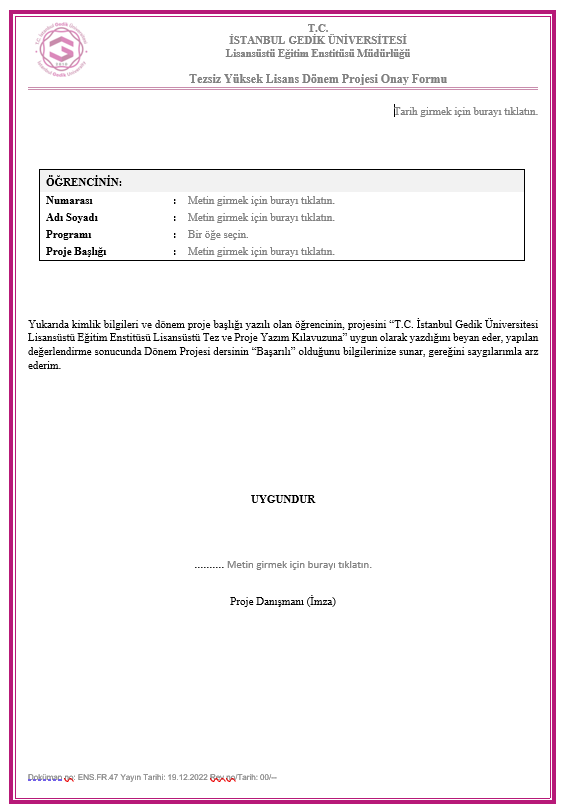 T.C.
İSTANBUL GEDİK ÜNİVERSİTESİ
Lisansüstü Eğitim Enstitüsü Müdürlüğü
Tezsiz Yüksek Lisans Dönem Projesi Onay Formu
Tarih girmek için burayı tıklatın.
ÖĞRENCİNİN:
Numarası : Metin girmek için burayı tıklatın.
Adı Soyadı : Metin girmek için burayı tıklatın.
Programı : Bir öğe seçin.
Proje Başlığı : Metin girmek için burayı tıklatın.
Yukarıda kimlik bilgileri ve dönem proje başlığı yazılı olan öğrencinin, projesini “T.C. İstanbul Gedik Üniversitesi
Lisansüstü Eğitim Enstitüsü Lisansüstü Tez ve Proje Yazım Kılavuzuna” uygun olarak yazdığını beyan eder, yapılan
değerlendirme sonucunda Dönem Projesi dersinin “Başarılı” olduğunu bilgilerinize sunar, gereğini saygılarımla arz
ederim.
UYGUNDUR
.......... Metin girmek için burayı tıklatın.
Proje Danışmanı (İmza)
Doküman no: ENS.FR.47 Yayın Tarihi: 19.12.2022 Rev.no/Tarih: 00/--